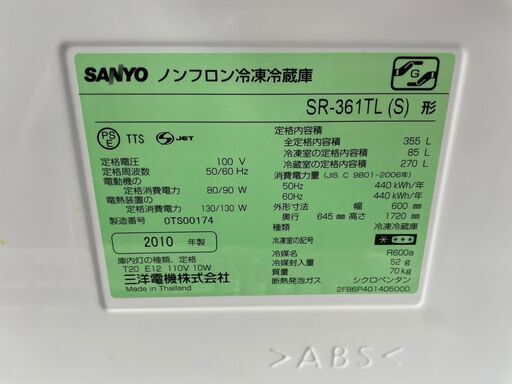 SANYO ノンフロン冷凍冷蔵庫
G
SR-361TL (S) 形
PS E TTS S JET
定格電圧 100 V
定格周波数 50/60 Hz
電動機の
定格消費電力 80/90 W
電熱装置の
定格消費電力 130/130 W
製造番号 0TS00174
2010 年製
庫内灯の種類、定格
T20 E12 110V 10W
三洋電機株式会社
Made in Thailand
定格内容積
全定格内容積 355 L
冷凍室の定格内容積 85 L
冷蔵室の定格内容積 270 L
消費電力量 (JIS C 9801-2006年)
50Hz 440 kWh/年
60Hz 440 kWh/年
外形寸法 幅 600 mm
奥行 645 mm 高さ 1720 mm
種類 冷凍冷蔵庫
冷凍室の記号
冷媒名 R600a
冷媒封入量 52 g
質量 70 kg
断熱発泡ガス シクロペンタン
2FB6P401405000
>ABS<